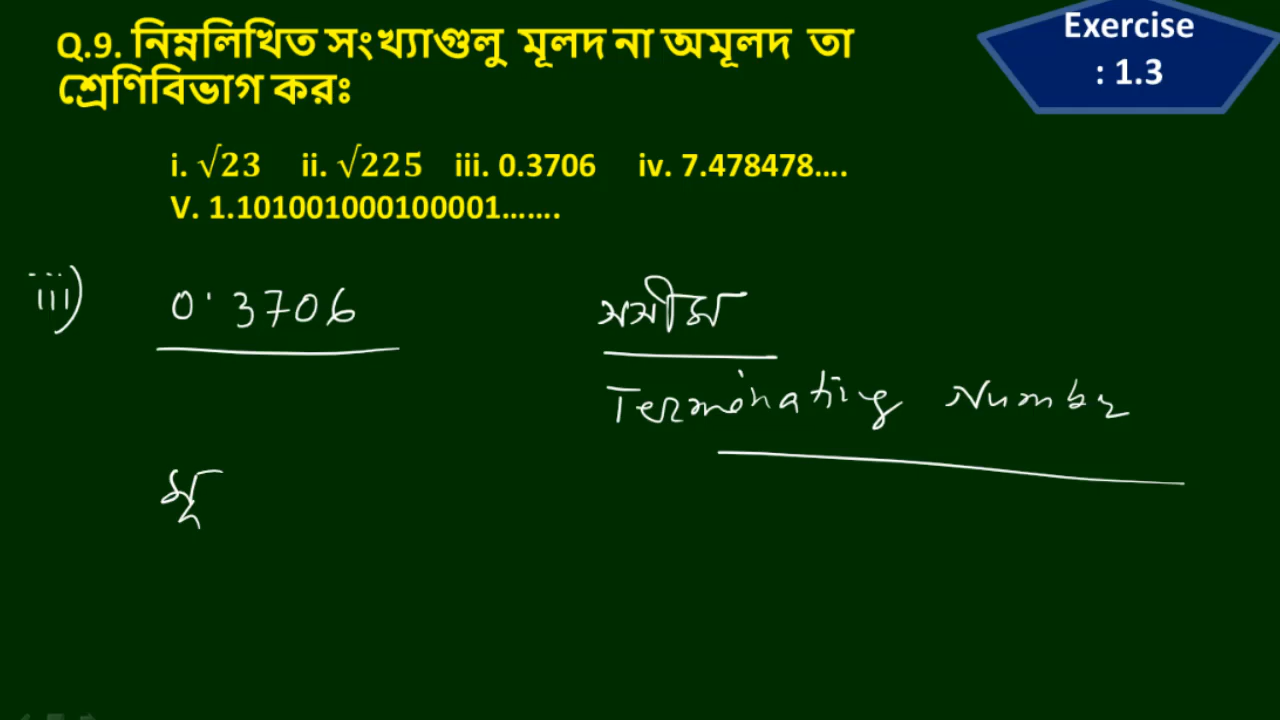 Q.9. নিম্নলিখিত সংখ্যাগুলু মূলদ না অমূলদ তা
শ্রেণিবিভাগ করঃ
Exercise
: 1.3
i. √23 ii. √225 iii. 0.3706 iv. 7.478478....
V. 1.101001000100001.......
iii) 0.3706 সসীম
Terminating Number
মূ